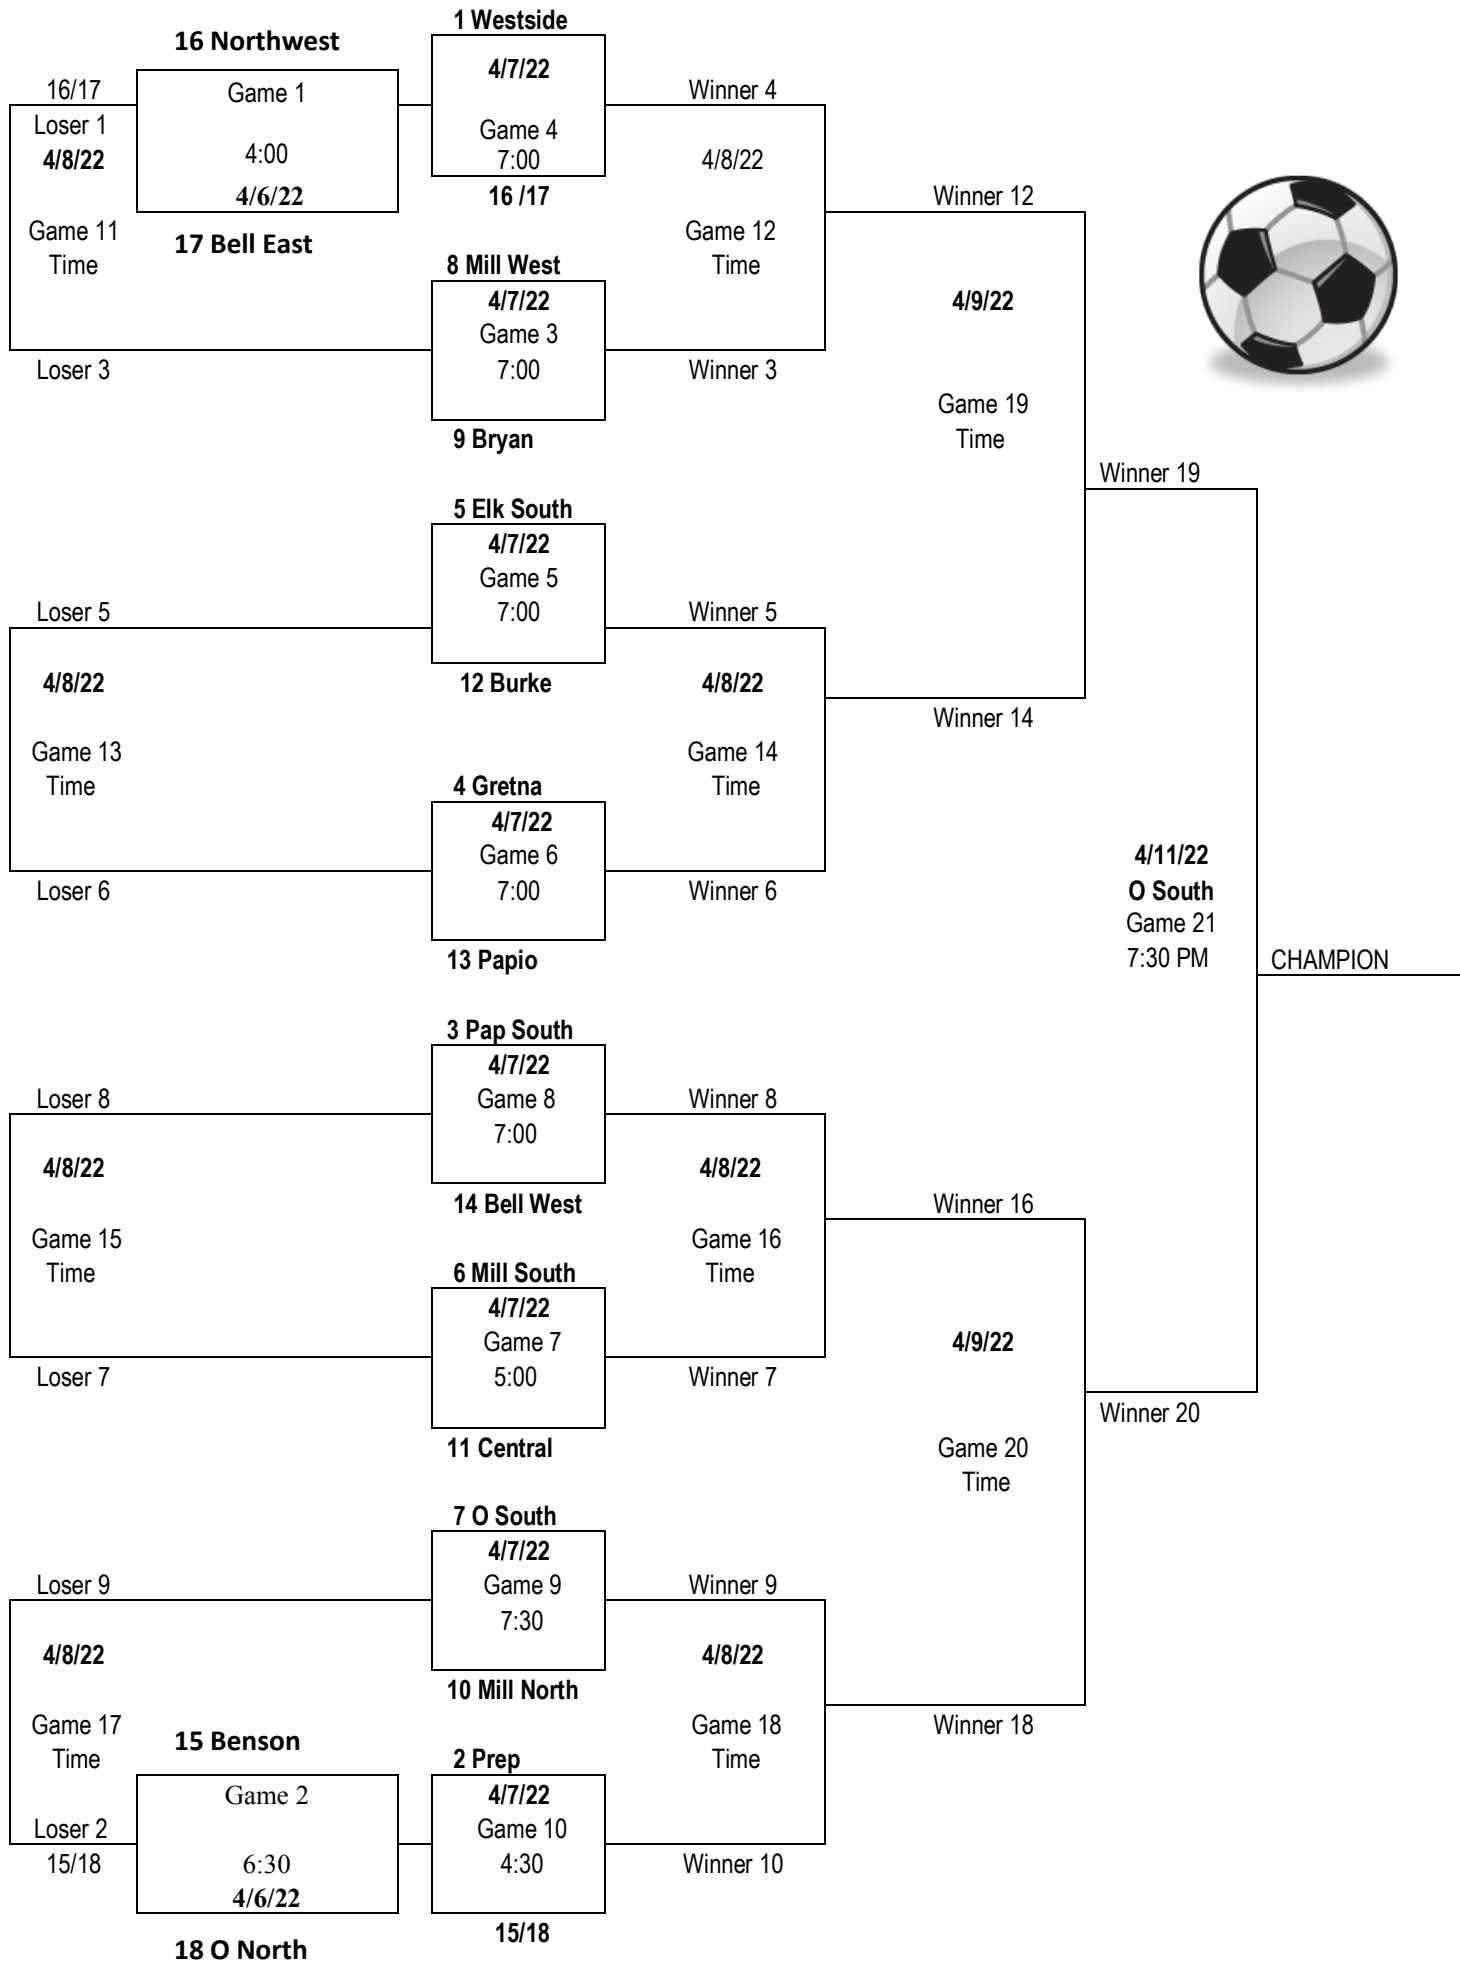 1 Westside
16 Northwest
4/7/22
16/17
Game 1
Winner 4
Loser 1
Game 4
4/8/22
4:00
7:00
4/8/22
4/6/22
16 /17
Winner 12
Game 11
17 Bell East
Game 12
Time
8 Mill West
Time
4/7/22
4/9/22
Game 3
Loser 3
7:00
Winner 3
Game 19
9 Bryan
Time
Winner 19
5 Elk South
4/7/22
Game 5
Loser 5
7:00
Winner 5
4/8/22
12 Burke
4/8/22
Winner 14
Game 13
Game 14
Time
4 Gretna
Time
4/7/22
Game 6
4/11/22
Loser 6
7:00
Winner 6
O South
Game 21
13 Papio
7:30 PM
CHAMPION
3 Pap South
4/7/22
Loser 8
Game 8
Winner 8
7:00
4/8/22
4/8/22
14 Bell West
Winner 16
Game 15
Game 16
Time
6 Mill South
Time
4/7/22
Game 7
4/9/22
Loser 7
5:00
Winner 7
Winner 20
11 Central
Game 20
Time
7 O South
4/7/22
Loser 9
Game 9
Winner 9
7:30
4/8/22
4/8/22
10 Mill North
Game 17
15 Benson
Game 18
Winner 18
Time
2 Prep
Time
Game 2
4/7/22
Loser 2
Game 10
15/18
6:30
4:30
Winner 10
4/6/22
15/18
18 O North